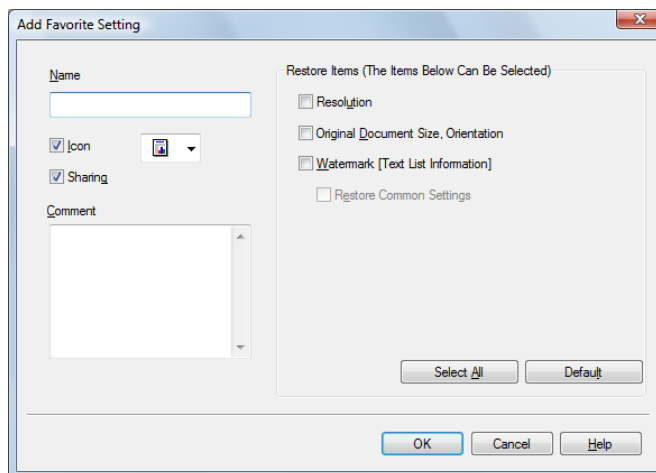 Add Favorite Setting
Name
Icon
Sharing
Comment
Restore Items (The Items Below Can Be Selected)
Resolution
Original Document Size, Orientation
Watermark [Text List Information]
Restore Common Settings
Select All
Default
OK
Cancel
Help